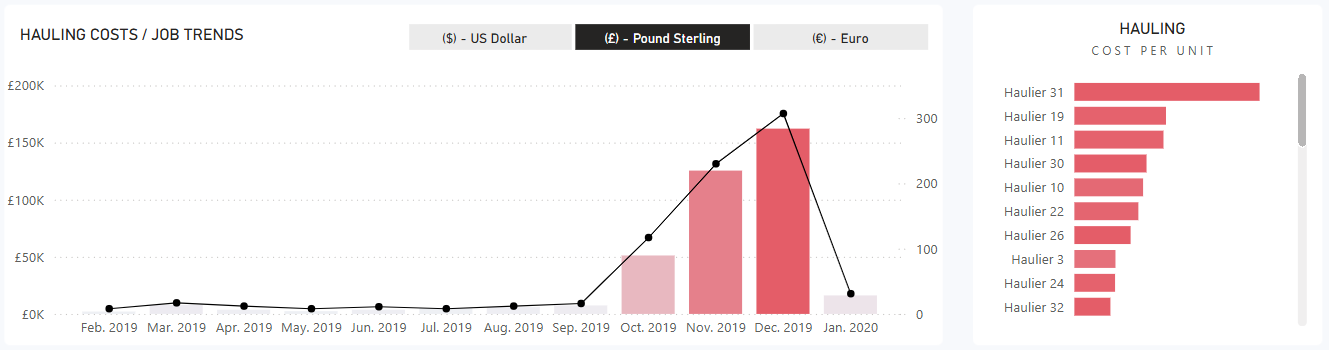 HAULING COSTS / JOB TRENDS
($) - US Dollar
(£) - Pound Sterling
(€) - Euro
£200K
£150K
£100K
£50K
£0K
300
200
100
0
Feb. 2019
Mar. 2019
Apr. 2019
May. 2019
Jun. 2019
Jul. 2019
Aug. 2019
Sep. 2019
Oct. 2019
Nov. 2019
Dec. 2019
Jan. 2020
HAULING
COST PER UNIT
Haulier 31
Haulier 19
Haulier 11
Haulier 30
Haulier 10
Haulier 22
Haulier 26
Haulier 3
Haulier 24
Haulier 32